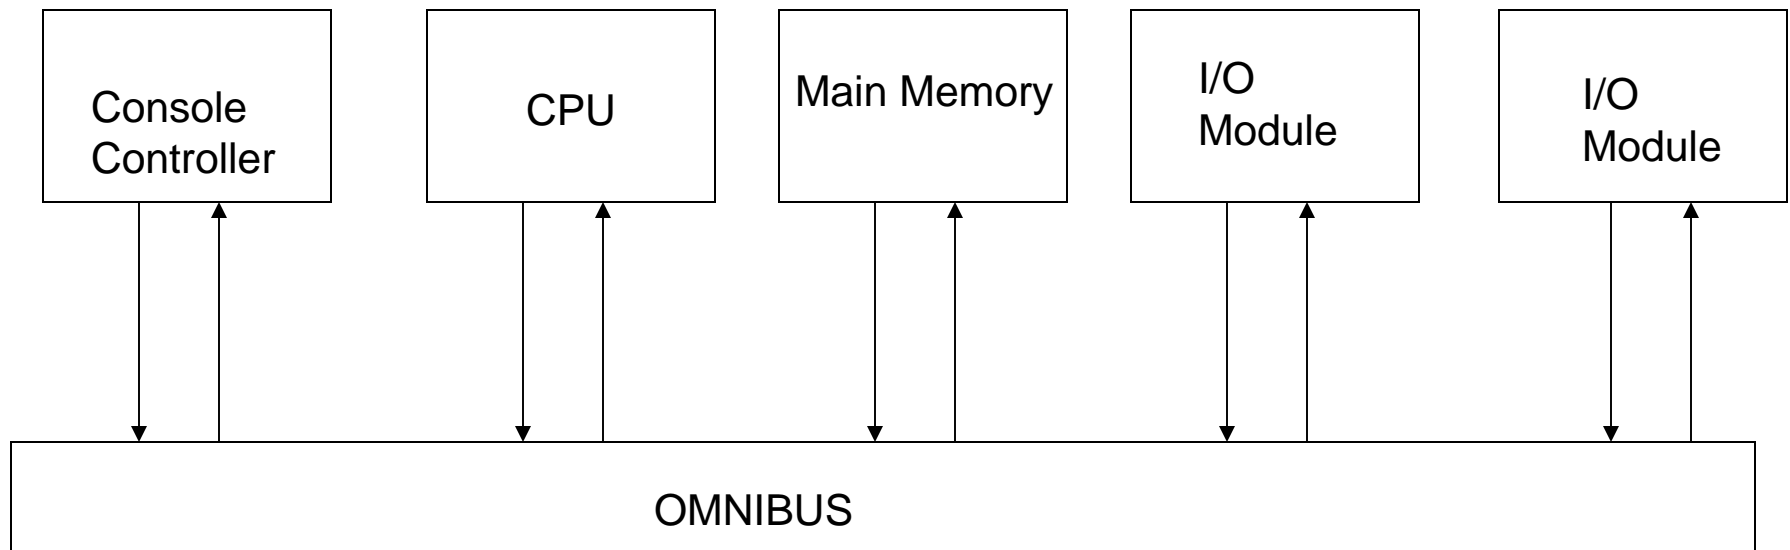 Console
Controller
CPU
Main Memory
I/O
Module
I/O
Module
OMNIBUS